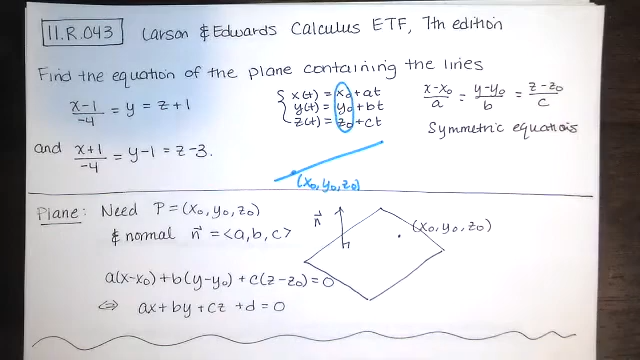 11.R.043 Larson & Edwards Calculus ETF, 7th edition
Find the equation of the plane containing the lines
(x-1)/-4 = y = z+1
and (x+1)/-4 = y-1 = z-3.
{ x(t) = x₀+at
y(t) = y₀+bt
z(t) = z₀+ct
(x-x₀)/a = (y-y₀)/b = (z-z₀)/c
Symmetric equations
(x₀, y₀, z₀)
Plane: Need P = (x₀, y₀, z₀)
& normal n⃗ = <a, b, c>
a(x-x₀) + b(y-y₀) + c(z-z₀) = 0
⇔ ax + by + cz + d = 0
n⃗
(x₀, y₀, z₀)